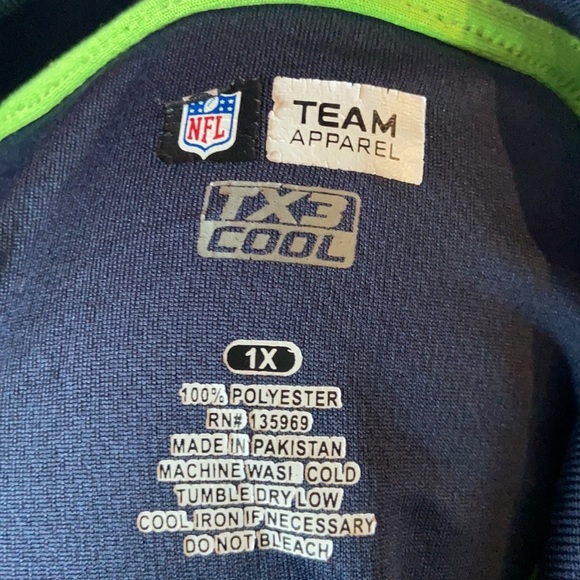 NFL
TEAM
APPAREL
TX3
COOL
1X
100% POLYESTER
RN# 135969
MADE IN PAKISTAN
MACHINE WASH COLD
TUMBLE DRY LOW
COOL IRON IF NECESSARY
DO NOT BLEACH